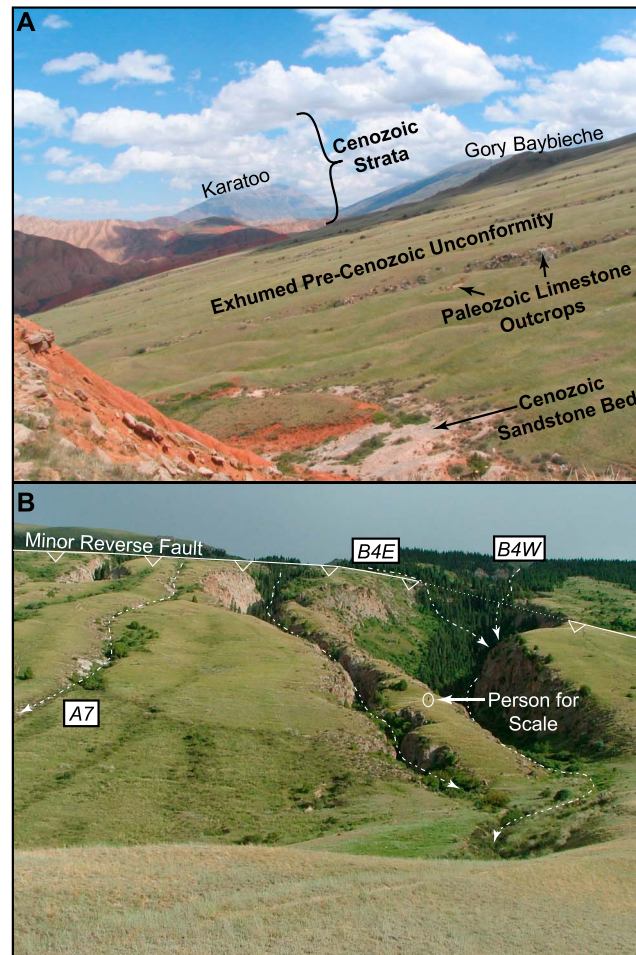 A
Cenozoic
Strata
Karatoo
Gory Baybieche
Exhumed Pre-Cenozoic Unconformity
Paleozoic Limestone
Outcrops
Cenozoic
Sandstone Bed
B
Minor Reverse Fault
B4E
B4W
A7
Person for
Scale